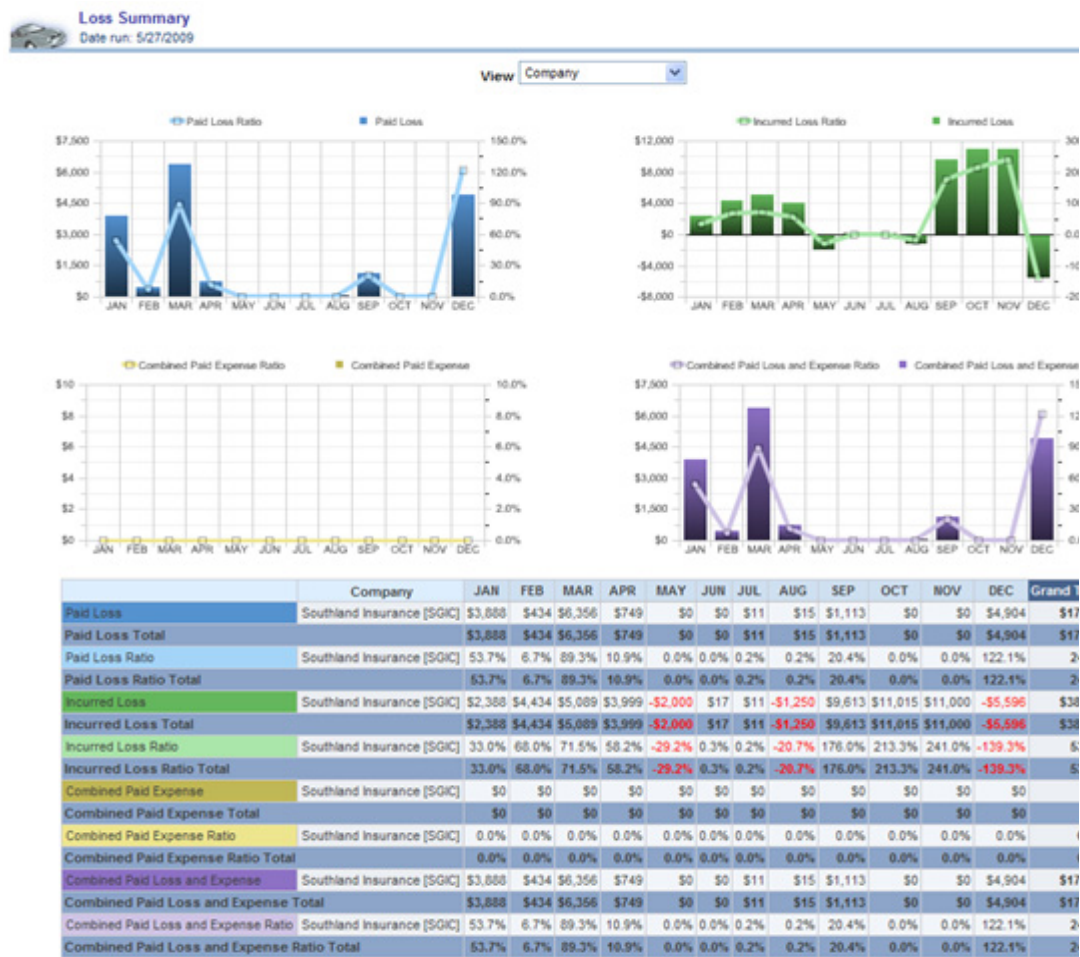 Loss Summary
Date run: 5/27/2009
View Company
Paid Loss Ratio Paid Loss
$7,500 150.0%
$6,000 120.0%
$4,500 90.0%
$3,000 60.0%
$1,500 30.0%
$0 0.0%
JAN FEB MAR APR MAY JUN JUL AUG SEP OCT NOV DEC
Incurred Loss Ratio Incurred Loss
$12,000
$8,000
$4,000
$0
-$4,000
-$8,000
JAN FEB MAR APR MAY JUN JUL AUG SEP OCT NOV DEC
Combined Paid Expense Ratio Combined Paid Expense
$10 10.0%
$8 8.0%
$6 6.0%
$4 4.0%
$2 2.0%
$0 0.0%
JAN FEB MAR APR MAY JUN JUL AUG SEP OCT NOV DEC
Combined Paid Loss and Expense Ratio Combined Paid Loss and Expense
$7,500
$6,000
$4,500
$3,000
$1,500
$0
JAN FEB MAR APR MAY JUN JUL AUG SEP OCT NOV DEC
Company JAN FEB MAR APR MAY JUN JUL AUG SEP OCT NOV DEC Grand
Paid Loss Southland Insurance [SGIC] $3,888 $434 $6,356 $749 $0 $0 $11 $15 $1,113 $0 $0 $4,904
Paid Loss Total $3,888 $434 $6,356 $749 $0 $0 $11 $15 $1,113 $0 $0 $4,904
Paid Loss Ratio Southland Insurance [SGIC] 53.7% 6.7% 89.3% 10.9% 0.0% 0.0% 0.2% 0.2% 20.4% 0.0% 0.0% 122.1%
Paid Loss Ratio Total 53.7% 6.7% 89.3% 10.9% 0.0% 0.0% 0.2% 0.2% 20.4% 0.0% 0.0% 122.1%
Incurred Loss Southland Insurance [SGIC] $2,388 $4,434 $5,089 $3,999 -$2,000 $17 $11 -$1,250 $9,613 $11,015 $11,000 -$5,596
Incurred Loss Total $2,388 $4,434 $5,089 $3,999 -$2,000 $17 $11 -$1,250 $9,613 $11,015 $11,000 -$5,596
Incurred Loss Ratio Southland Insurance [SGIC] 33.0% 68.0% 71.5% 58.2% -29.2% 0.3% 0.2% -20.7% 176.0% 213.3% 241.0% -139.3%
Incurred Loss Ratio Total 33.0% 68.0% 71.5% 58.2% -29.2% 0.3% 0.2% -20.7% 176.0% 213.3% 241.0% -139.3%
Combined Paid Expense Southland Insurance [SGIC] $0 $0 $0 $0 $0 $0 $0 $0 $0 $0 $0 $0
Combined Paid Expense Total $0 $0 $0 $0 $0 $0 $0 $0 $0 $0 $0 $0
Combined Paid Expense Ratio Southland Insurance [SGIC] 0.0% 0.0% 0.0% 0.0% 0.0% 0.0% 0.0% 0.0% 0.0% 0.0% 0.0% 0.0%
Combined Paid Expense Ratio Total 0.0% 0.0% 0.0% 0.0% 0.0% 0.0% 0.0% 0.0% 0.0% 0.0% 0.0% 0.0%
Combined Paid Loss and Expense Southland Insurance [SGIC] $3,888 $434 $6,356 $749 $0 $0 $11 $15 $1,113 $0 $0 $4,904
Combined Paid Loss and Expense Total $3,888 $434 $6,356 $749 $0 $0 $11 $15 $1,113 $0 $0 $4,904
Combined Paid Loss and Expense Ratio Southland Insurance [SGIC] 53.7% 6.7% 89.3% 10.9% 0.0% 0.0% 0.2% 0.2% 20.4% 0.0% 0.0% 122.1%
Combined Paid Loss and Expense Ratio Total 53.7% 6.7% 89.3% 10.9% 0.0% 0.0% 0.2% 0.2% 20.4% 0.0% 0.0% 122.1%